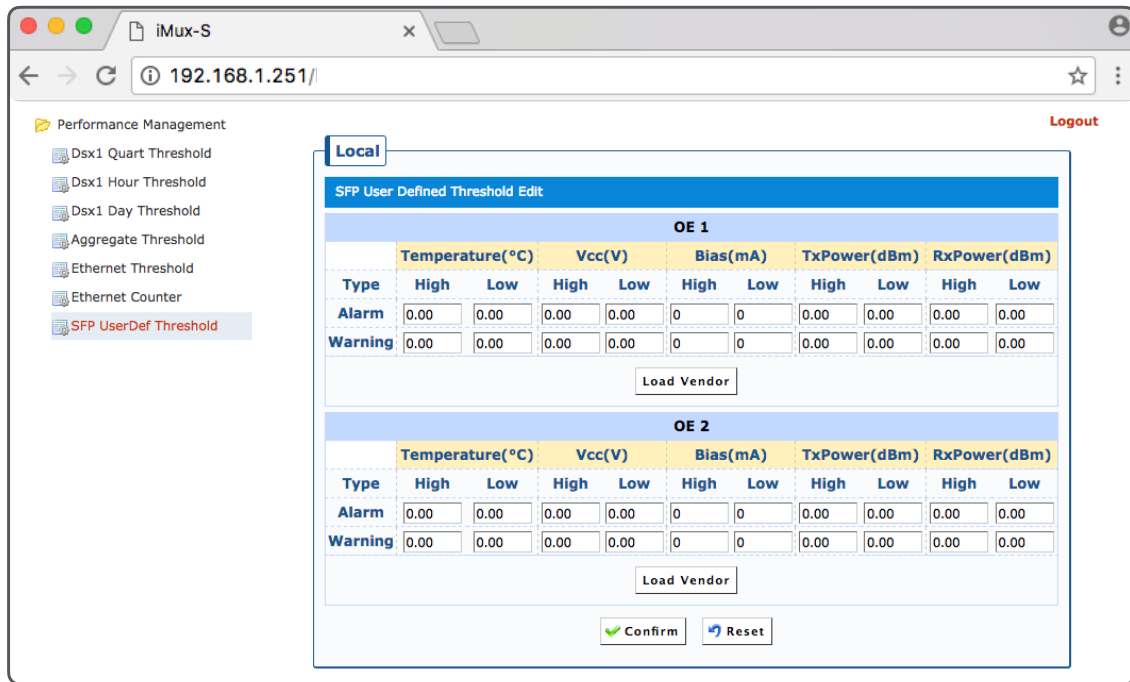 iMux-S
192.168.1.251/
Performance Management
Dsx1 Quart Threshold
Dsx1 Hour Threshold
Dsx1 Day Threshold
Aggregate Threshold
Ethernet Threshold
Ethernet Counter
SFP UserDef Threshold
Logout
Local
SFP User Defined Threshold Edit
OE 1
Temperature(°C) Vcc(V) Bias(mA) TxPower(dBm) RxPower(dBm)
Type High Low High Low High Low High Low High Low
Alarm 0.00 0.00 0.00 0.00 0 0 0.00 0.00 0.00 0.00
Warning 0.00 0.00 0.00 0.00 0 0 0.00 0.00 0.00 0.00
Load Vendor
OE 2
Temperature(°C) Vcc(V) Bias(mA) TxPower(dBm) RxPower(dBm)
Type High Low High Low High Low High Low High Low
Alarm 0.00 0.00 0.00 0.00 0 0 0.00 0.00 0.00 0.00
Warning 0.00 0.00 0.00 0.00 0 0 0.00 0.00 0.00 0.00
Load Vendor
Confirm Reset